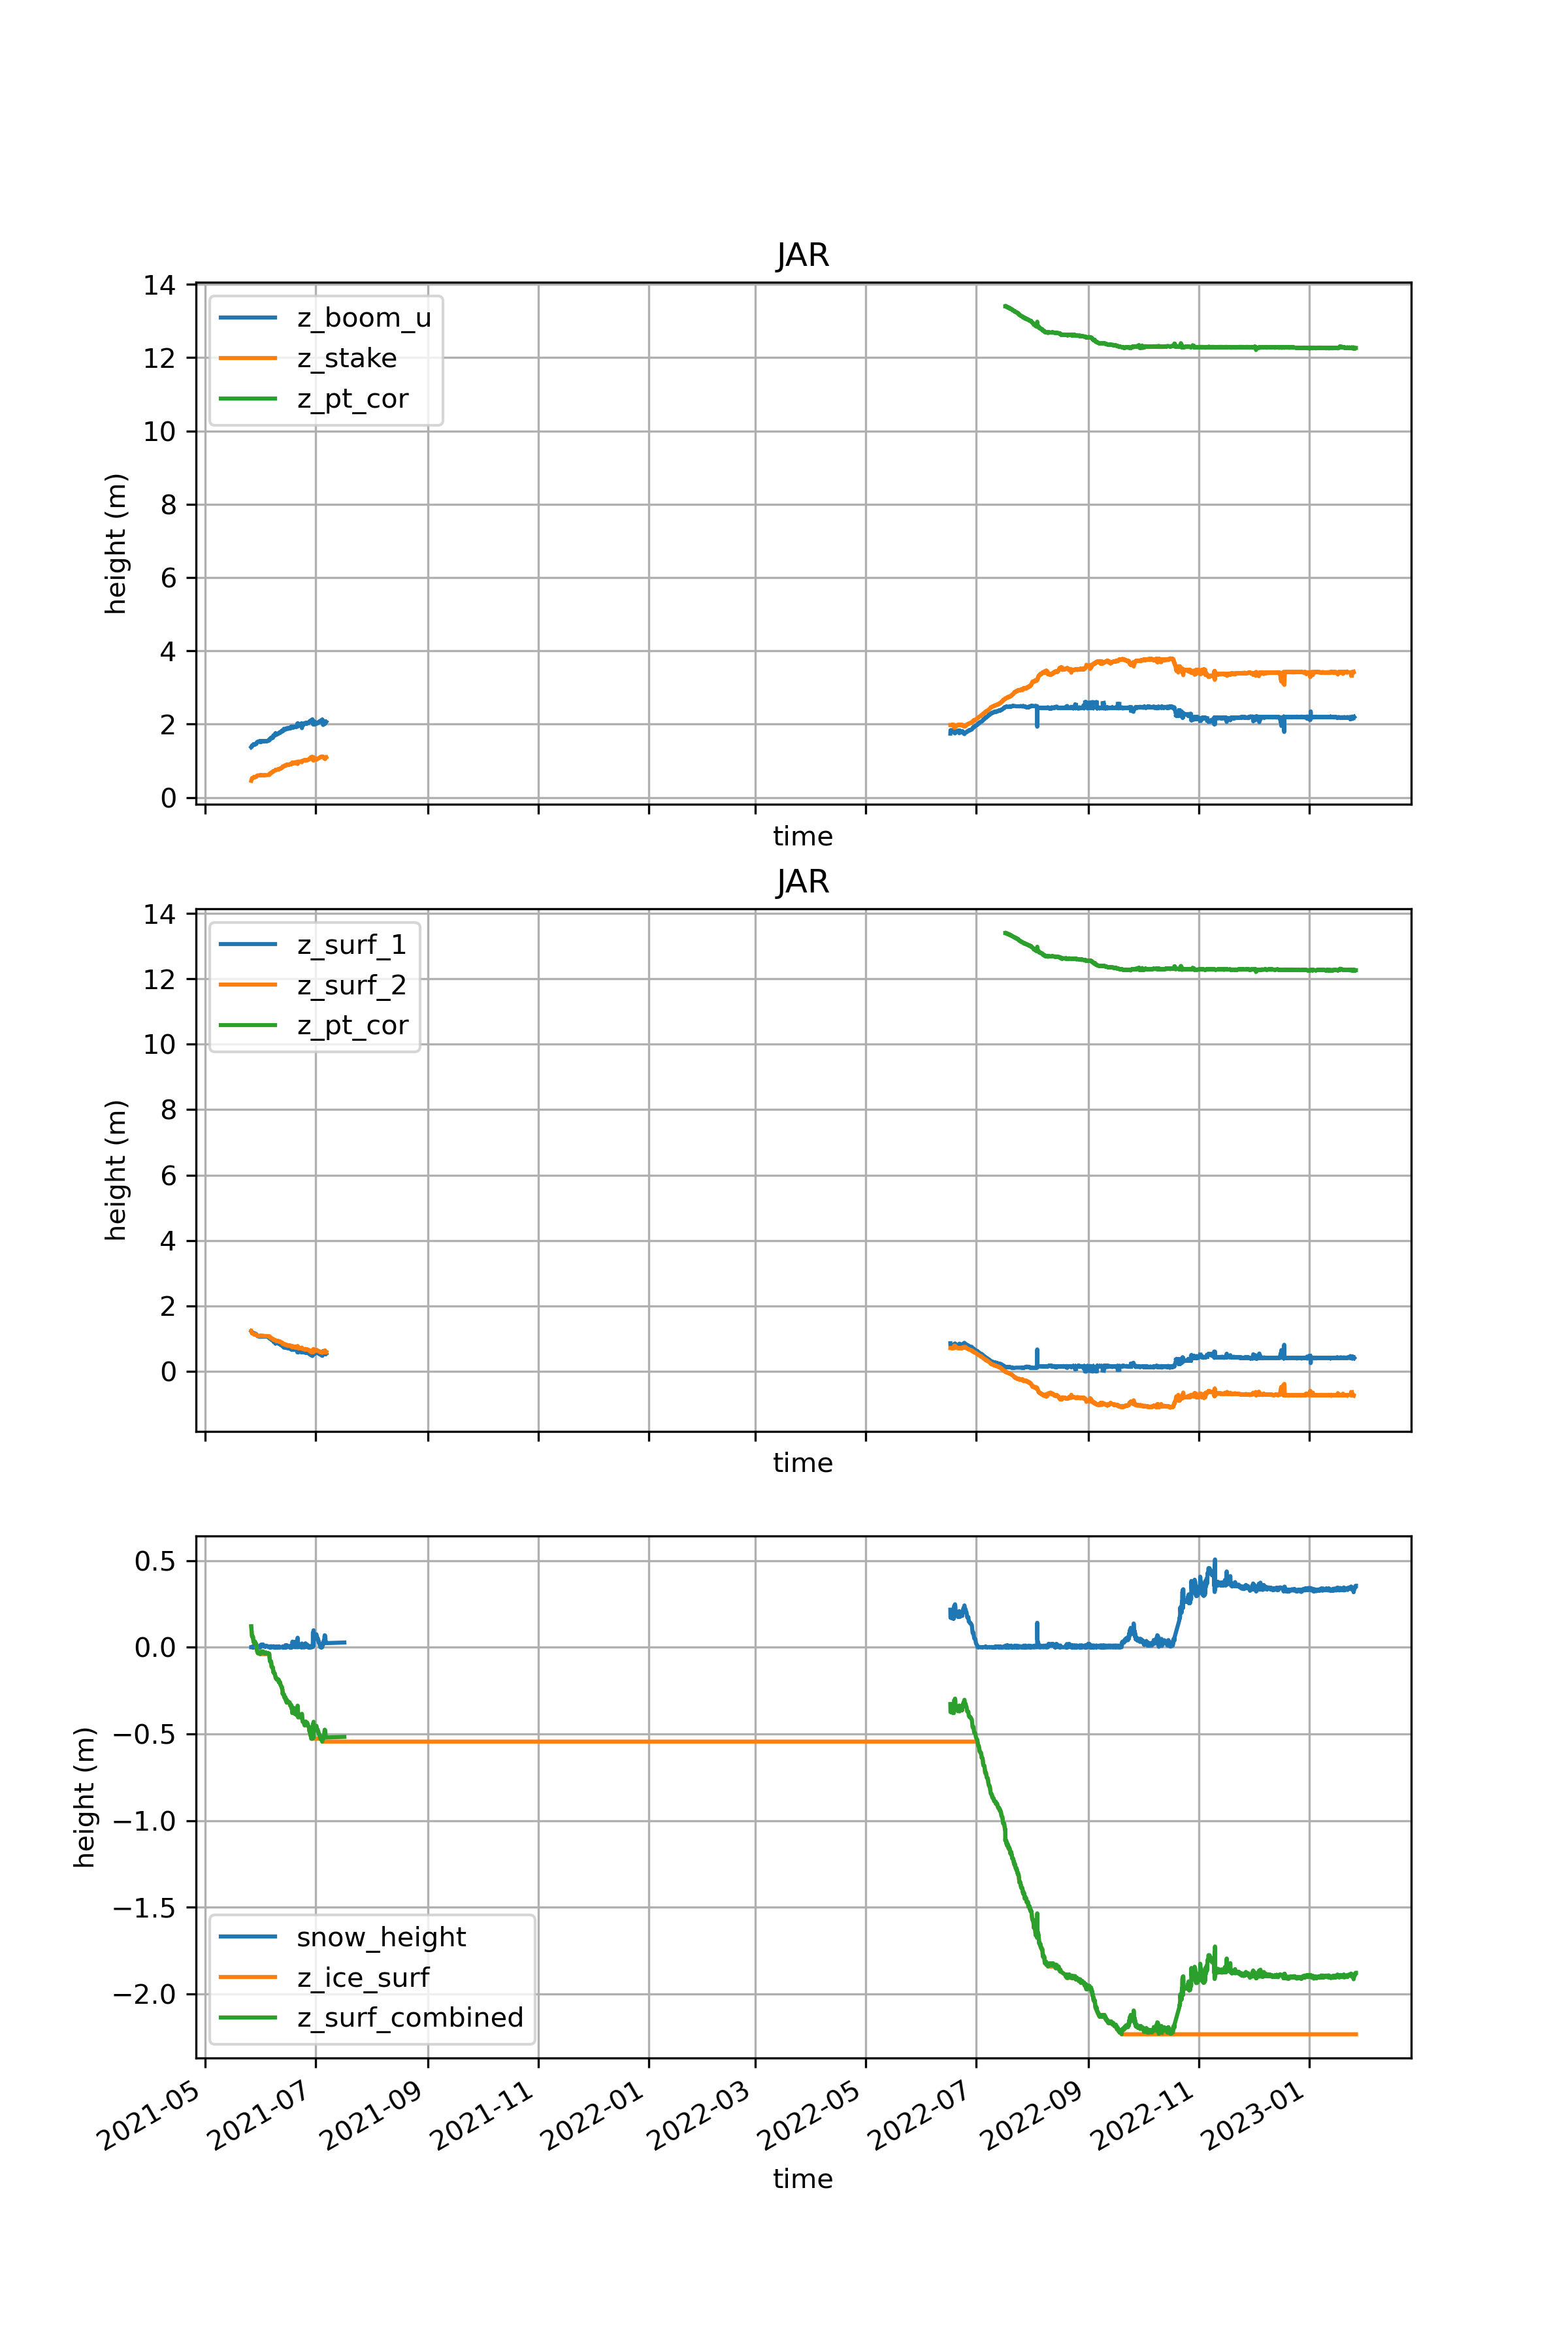 JAR
14
12
10
8
6
4
2
0
height (m)
z_boom_u
z_stake
z_pt_cor
time
JAR
14
12
10
8
6
4
2
0
height (m)
z_surf_1
z_surf_2
z_pt_cor
time
0.5
0.0
−0.5
−1.0
−1.5
−2.0
height (m)
snow_height
z_ice_surf
z_surf_combined
2021-05
2021-07
2021-09
2021-11
2022-01
2022-03
2022-05
2022-07
2022-09
2022-11
2023-01
time